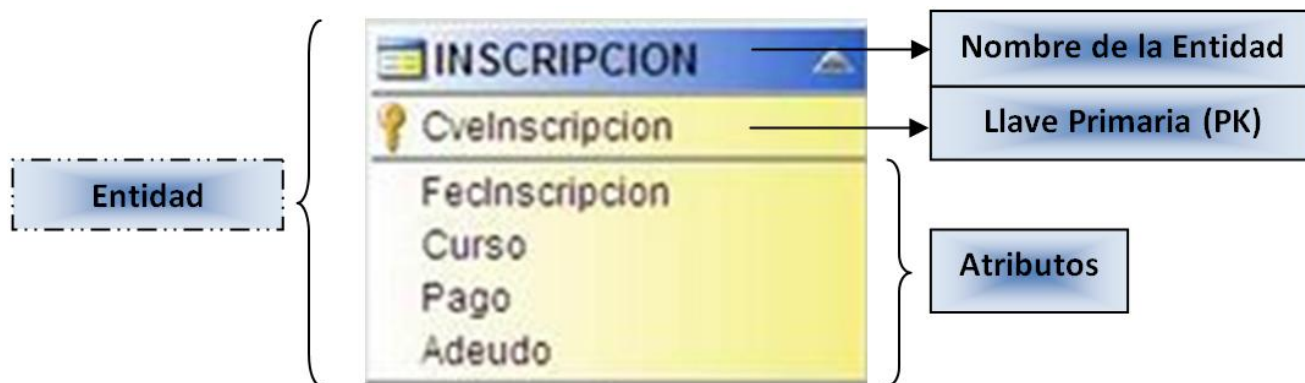 INSCRIPCION
Nombre de la Entidad
CveInscripcion
Llave Primaria (PK)
Entidad
FecInscripcion
Curso
Pago
Adeudo
Atributos